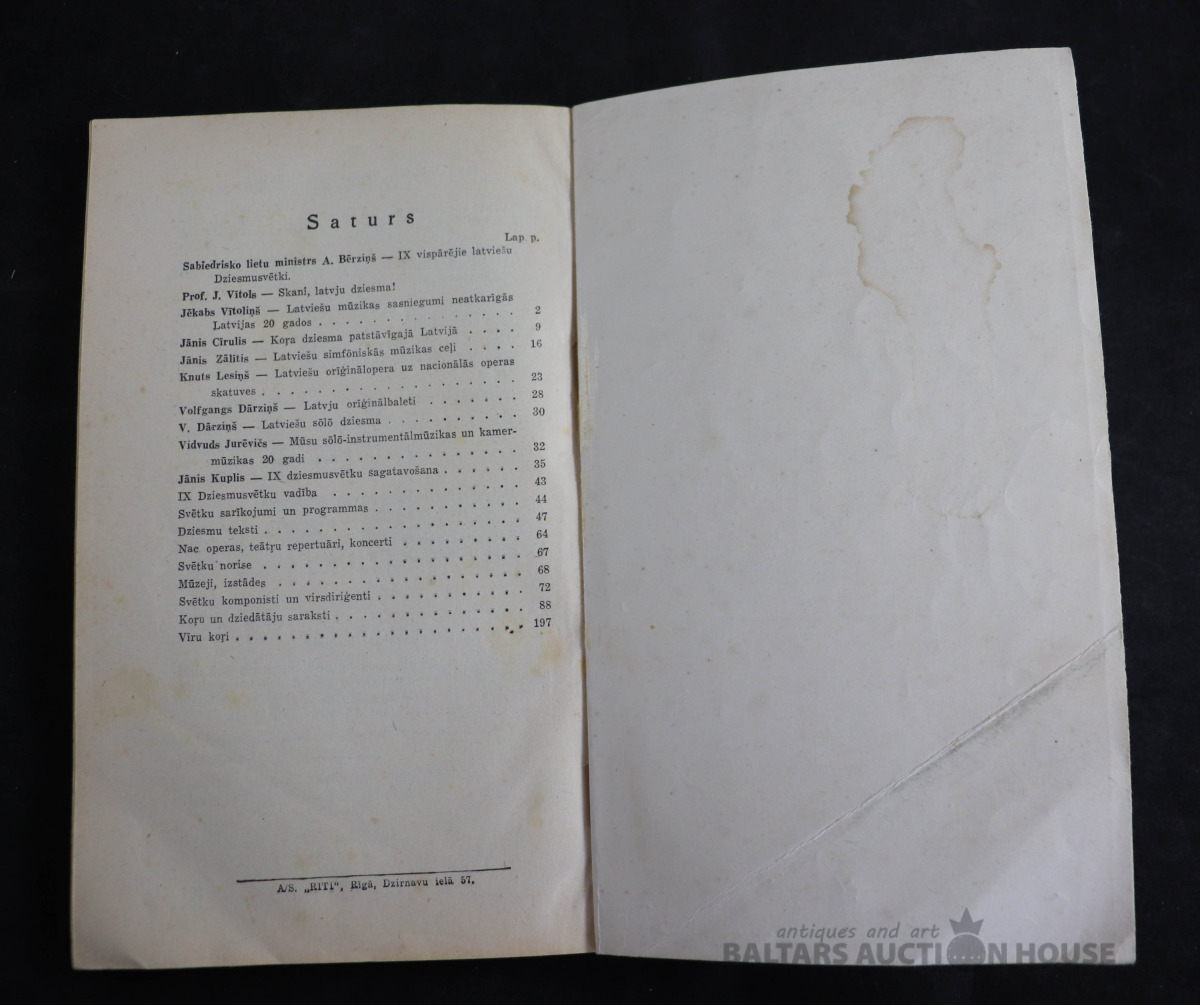 Saturs
Lap. p.
Sabiedrisko lietu ministrs A. Bērziņš — IX vispārējie latviešu
Dziesmusvētki.
Prof. J. Vītols — Skani, latvju dziesma!
Jēkabs Vītoliņš — Latviešu mūzikas sasniegumi neatkarīgās
Latvijas 20 gados . . . . . . . . . . . . . . 2
Jānis Cīrulis — Koŗa dziesma patstāvīgajā Latvijā . . . . 9
Jānis Zālītis — Latviešu simfōniskās mūzikas ceļi . . . . 16
Knuts Lesiņš — Latviešu oriģinālopera uz nacionālās operas
skatuves . . . . . . . . . . . . . . . . . . 23
Volfgangs Dārziņš — Latvju oriģinālbaleti . . . . . . . 28
V. Dārziņš — Latviešu sōlō dziesma . . . . . . . . . . 30
Vidvuds Jurēvičs — Mūsu sōlō-instrumentālmūzikas un kamer-
mūzikas 20 gadi . . . . . . . . . . . . . . . 32
Jānis Kuplis — IX dziesmusvētku sagatavošana . . . . . . 35
IX Dziesmusvētku vadība . . . . . . . . . . . . . . 43
Svētku sarīkojumi un programmas . . . . . . . . . . . 44
Dziesmu teksti . . . . . . . . . . . . . . . . . . 47
Nac operas, teātŗu repertuāri, koncerti . . . . . . . . . 64
Svētku norise . . . . . . . . . . . . . . . . . . 67
Mūzeji, izstādes . . . . . . . . . . . . . . . . . 68
Svētku komponisti un virsdiriģenti . . . . . . . . . . . 72
Koŗu un dziedātāju saraksti . . . . . . . . . . . . . 88
Vīru koŗi . . . . . . . . . . . . . . . . . . . . 197
A/S. „RITI“, Rīgā, Dzirnavu ielā 57.
antiques and art
BALTARS AUCTION HOUSE